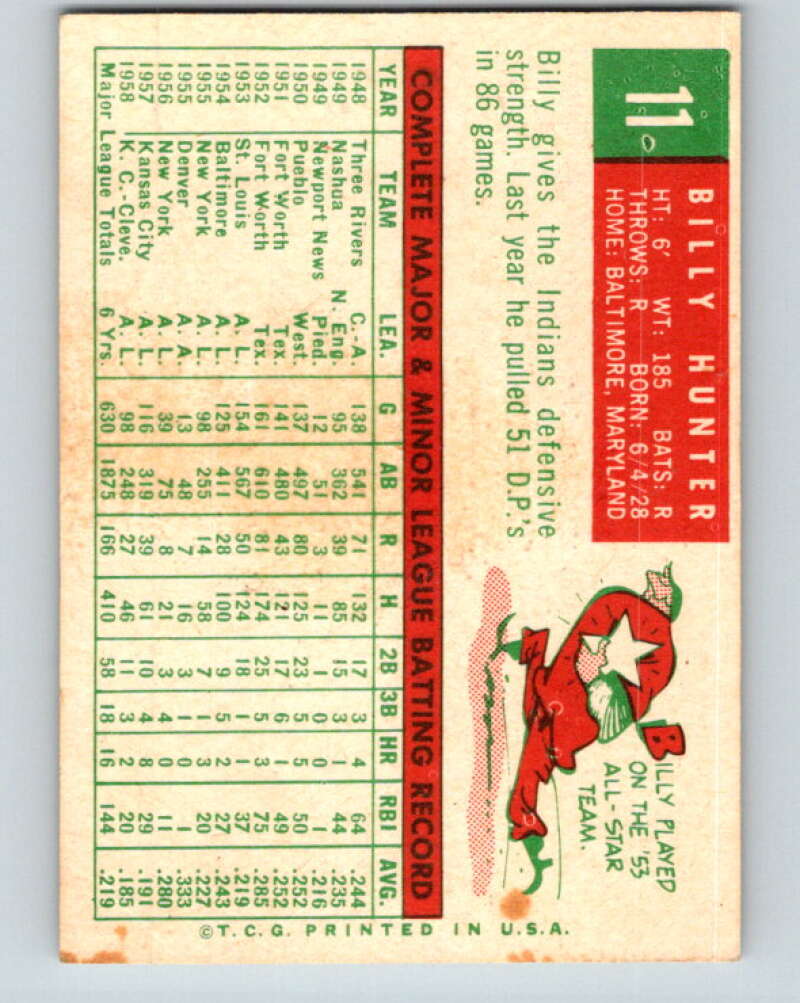 11
BILLY HUNTER
HT: 6' WT: 185 BATS: R
THROWS: R BORN: 6/4/28
HOME: BALTIMORE, MARYLAND
Billy gives the Indians defensive
strength. Last year he pulled 51 D.P.'s
in 86 games.
BILLY PLAYED
ON THE '53
ALL-STAR
TEAM.
COMPLETE MAJOR & MINOR LEAGUE BATTING RECORD
YEAR TEAM LEA. G AB R H 2B 3B HR RBI AVG.
1948 Three Rivers C.-A. 138 541 71 132 17 3 4 64 .244
1949 Nashua N. Eng. 95 362 39 85 15 3 1 44 .235
1949 Newport News Pied. 12 51 3 11 1 0 0 1 .216
1950 Pueblo West. 137 497 80 125 23 5 5 50 .252
1951 Fort Worth Tex. 141 480 43 121 17 6 1 49 .252
1952 Fort Worth Tex. 161 610 81 174 25 5 3 75 .285
1953 St. Louis A. L. 154 567 50 124 18 1 1 37 .219
1954 Baltimore A. L. 125 411 28 100 9 5 2 27 .243
1955 New York A. L. 98 255 14 58 7 1 3 20 .227
1955 Denver A. A. 13 48 7 16 3 1 0 1 .333
1956 New York A. L. 39 75 8 21 3 4 0 11 .280
1957 Kansas City A. L. 116 319 39 61 10 4 8 29 .191
1958 K. C.-Cleve. A. L. 98 248 27 46 11 3 2 20 .185
Major League Totals 6 Yrs. 630 1875 166 410 58 18 16 144 .219
©T.C.G. PRINTED IN U.S.A.